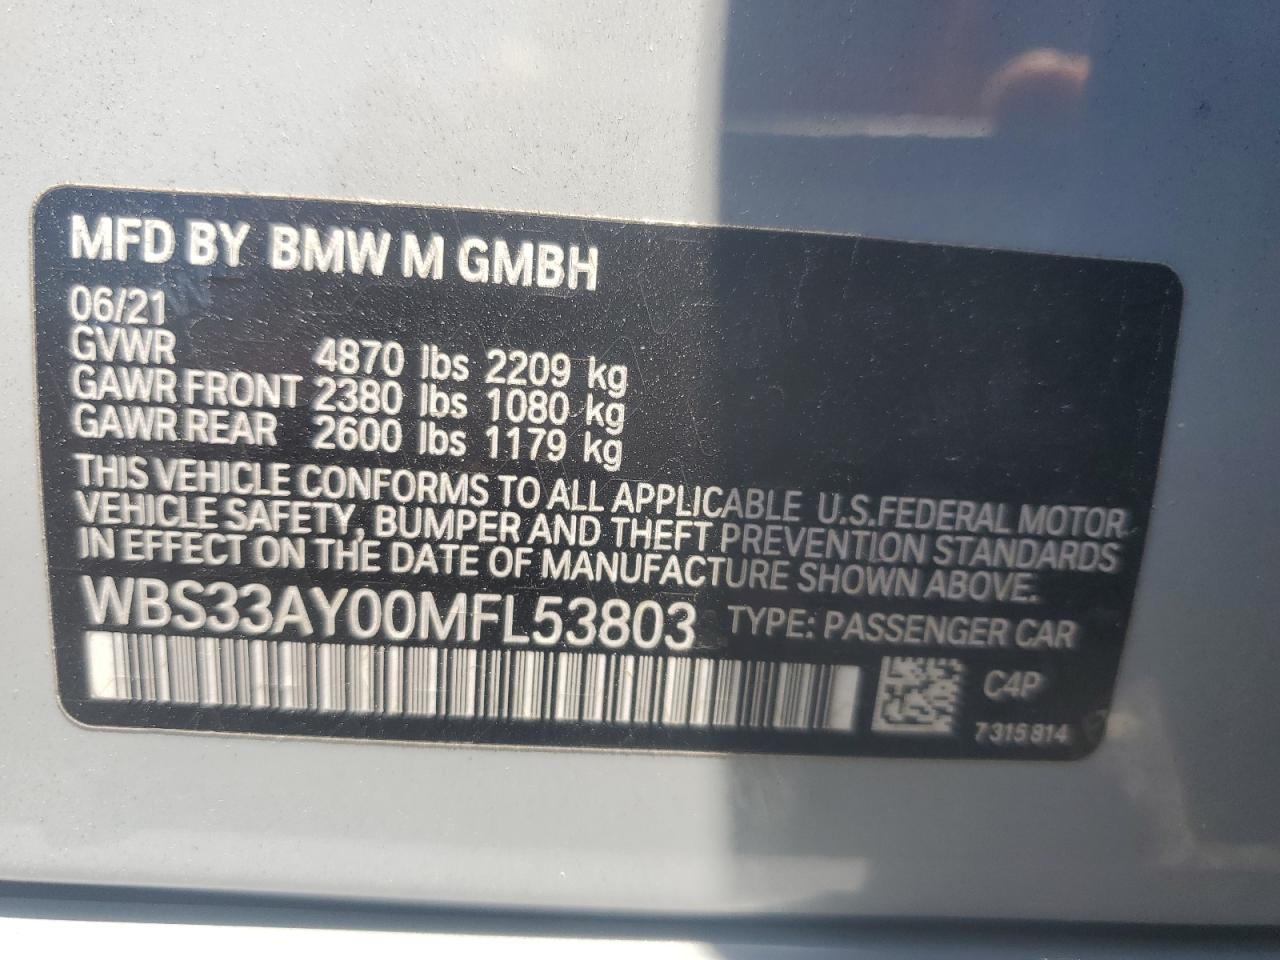 MFD BY BMW M GMBH
06/21
GVWR 4870 lbs 2209 kg
GAWR FRONT 2380 lbs 1080 kg
GAWR REAR 2600 lbs 1179 kg
THIS VEHICLE CONFORMS TO ALL APPLICABLE U.S.FEDERAL MOTOR
VEHICLE SAFETY, BUMPER AND THEFT PREVENTION STANDARDS
IN EFFECT ON THE DATE OF MANUFACTURE SHOWN ABOVE.
WBS33AY00MFL53803 TYPE: PASSENGER CAR
C4P
7 315 814